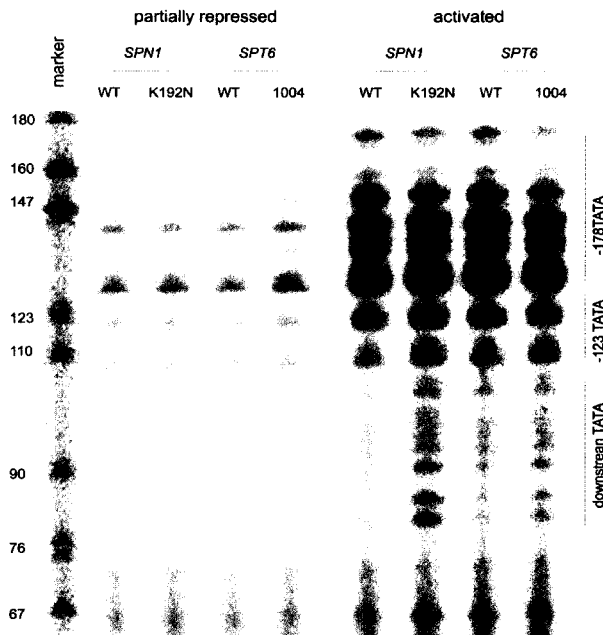 partially repressed activated
marker SPN1 SPT6 SPN1 SPT6
WT K192N WT 1004 WT K192N WT 1004
180
160
147
123
110
90
76
67
-178TATA
-123 TATA
downstrean TATA